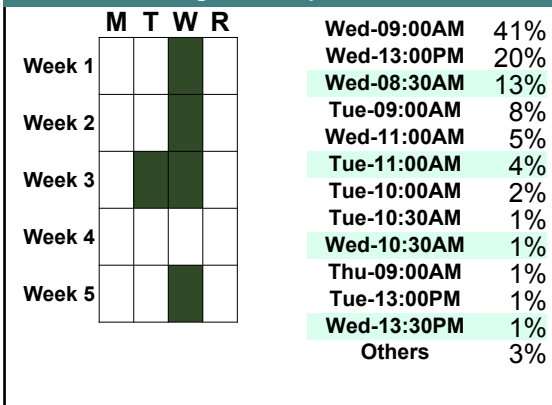 M T W R
Week 1
Week 2
Week 3
Week 4
Week 5
Wed-09:00AM 41%
Wed-13:00PM 20%
Wed-08:30AM 13%
Tue-09:00AM 8%
Wed-11:00AM 5%
Tue-11:00AM 4%
Tue-10:00AM 2%
Tue-10:30AM 1%
Wed-10:30AM 1%
Thu-09:00AM 1%
Tue-13:00PM 1%
Wed-13:30PM 1%
Others 3%